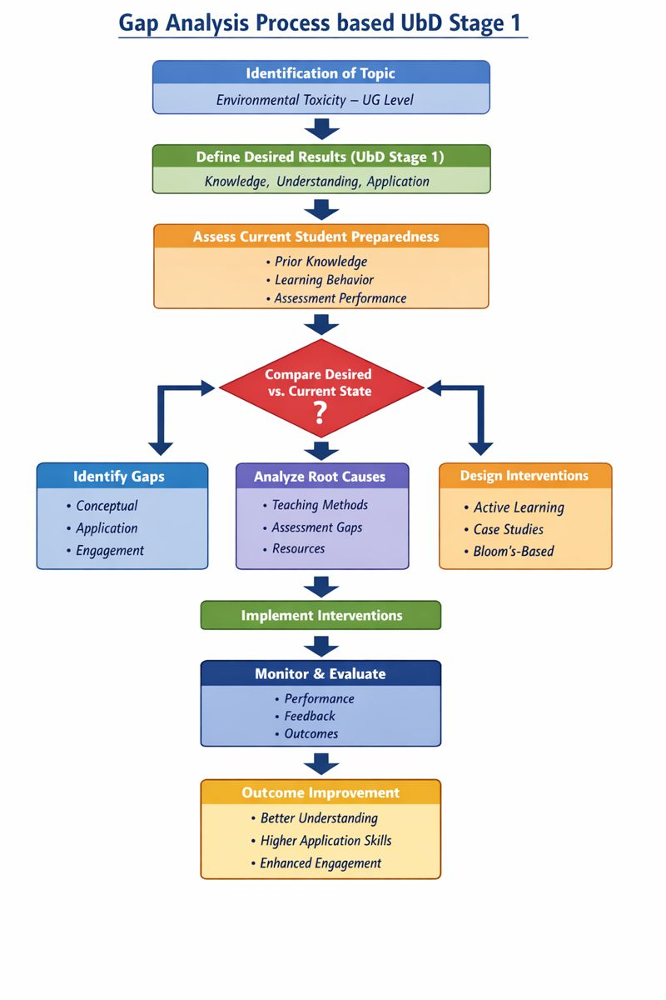 Gap Analysis Process based UbD Stage 1
Identification of Topic
Environmental Toxicity – UG Level
Define Desired Results (UbD Stage 1)
Knowledge, Understanding, Application
Assess Current Student Preparedness
• Prior Knowledge
• Learning Behavior
• Assessment Performance
Compare Desired
vs. Current State
?
Identify Gaps
• Conceptual
• Application
• Engagement
Analyze Root Causes
• Teaching Methods
• Assessment Gaps
• Resources
Design Interventions
• Active Learning
• Case Studies
• Bloom's-Based
Implement Interventions
Monitor & Evaluate
• Performance
• Feedback
• Outcomes
Outcome Improvement
• Better Understanding
• Higher Application Skills
• Enhanced Engagement